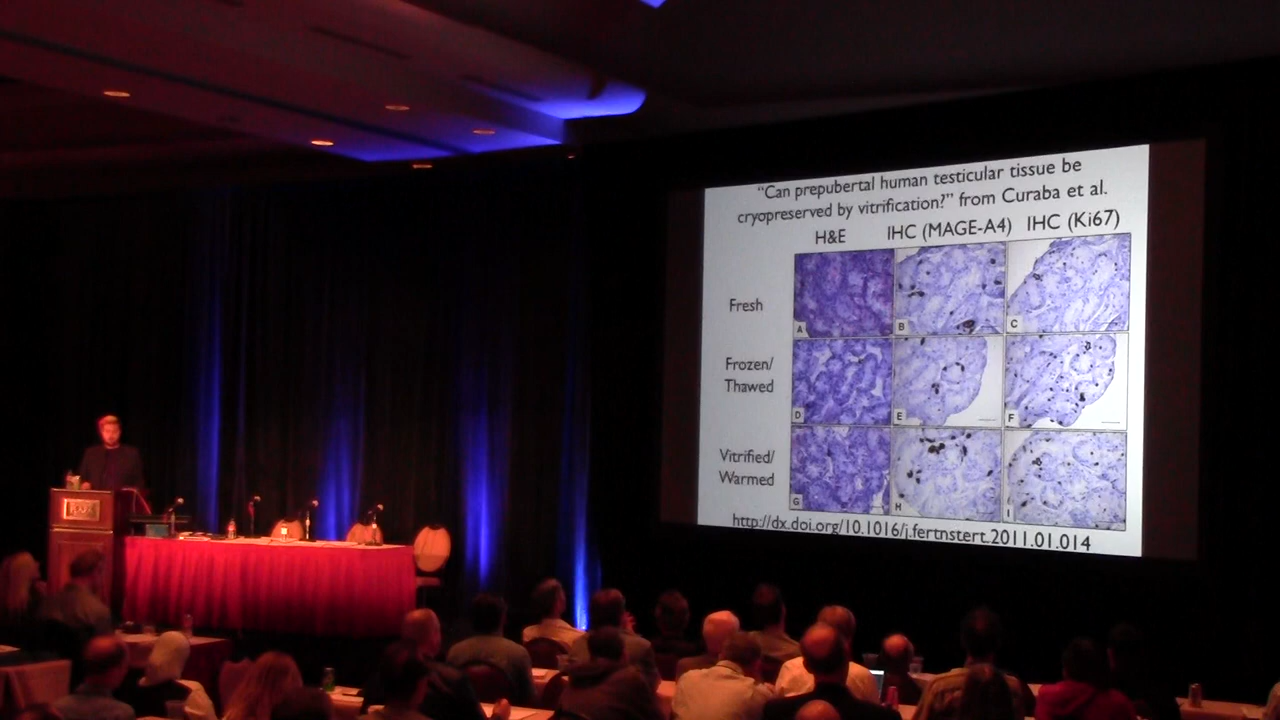 "Can prepubertal human testicular tissue be
cryopreserved by vitrification?" from Curaba et al.
H&E IHC (MAGE-A4) IHC (Ki67)
Fresh
A B C
Frozen/
Thawed
D E F
Vitrified/
Warmed
G H I
http://dx.doi.org/10.1016/j.fertnstert.2011.01.014